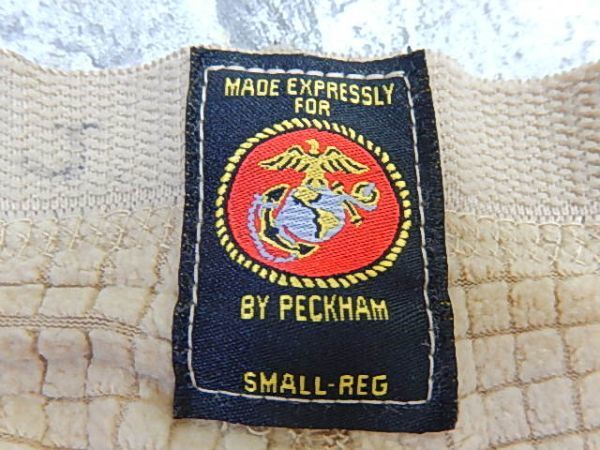 MADE EXPRESSLY
FOR
BY PECKHAM
SMALL-REG